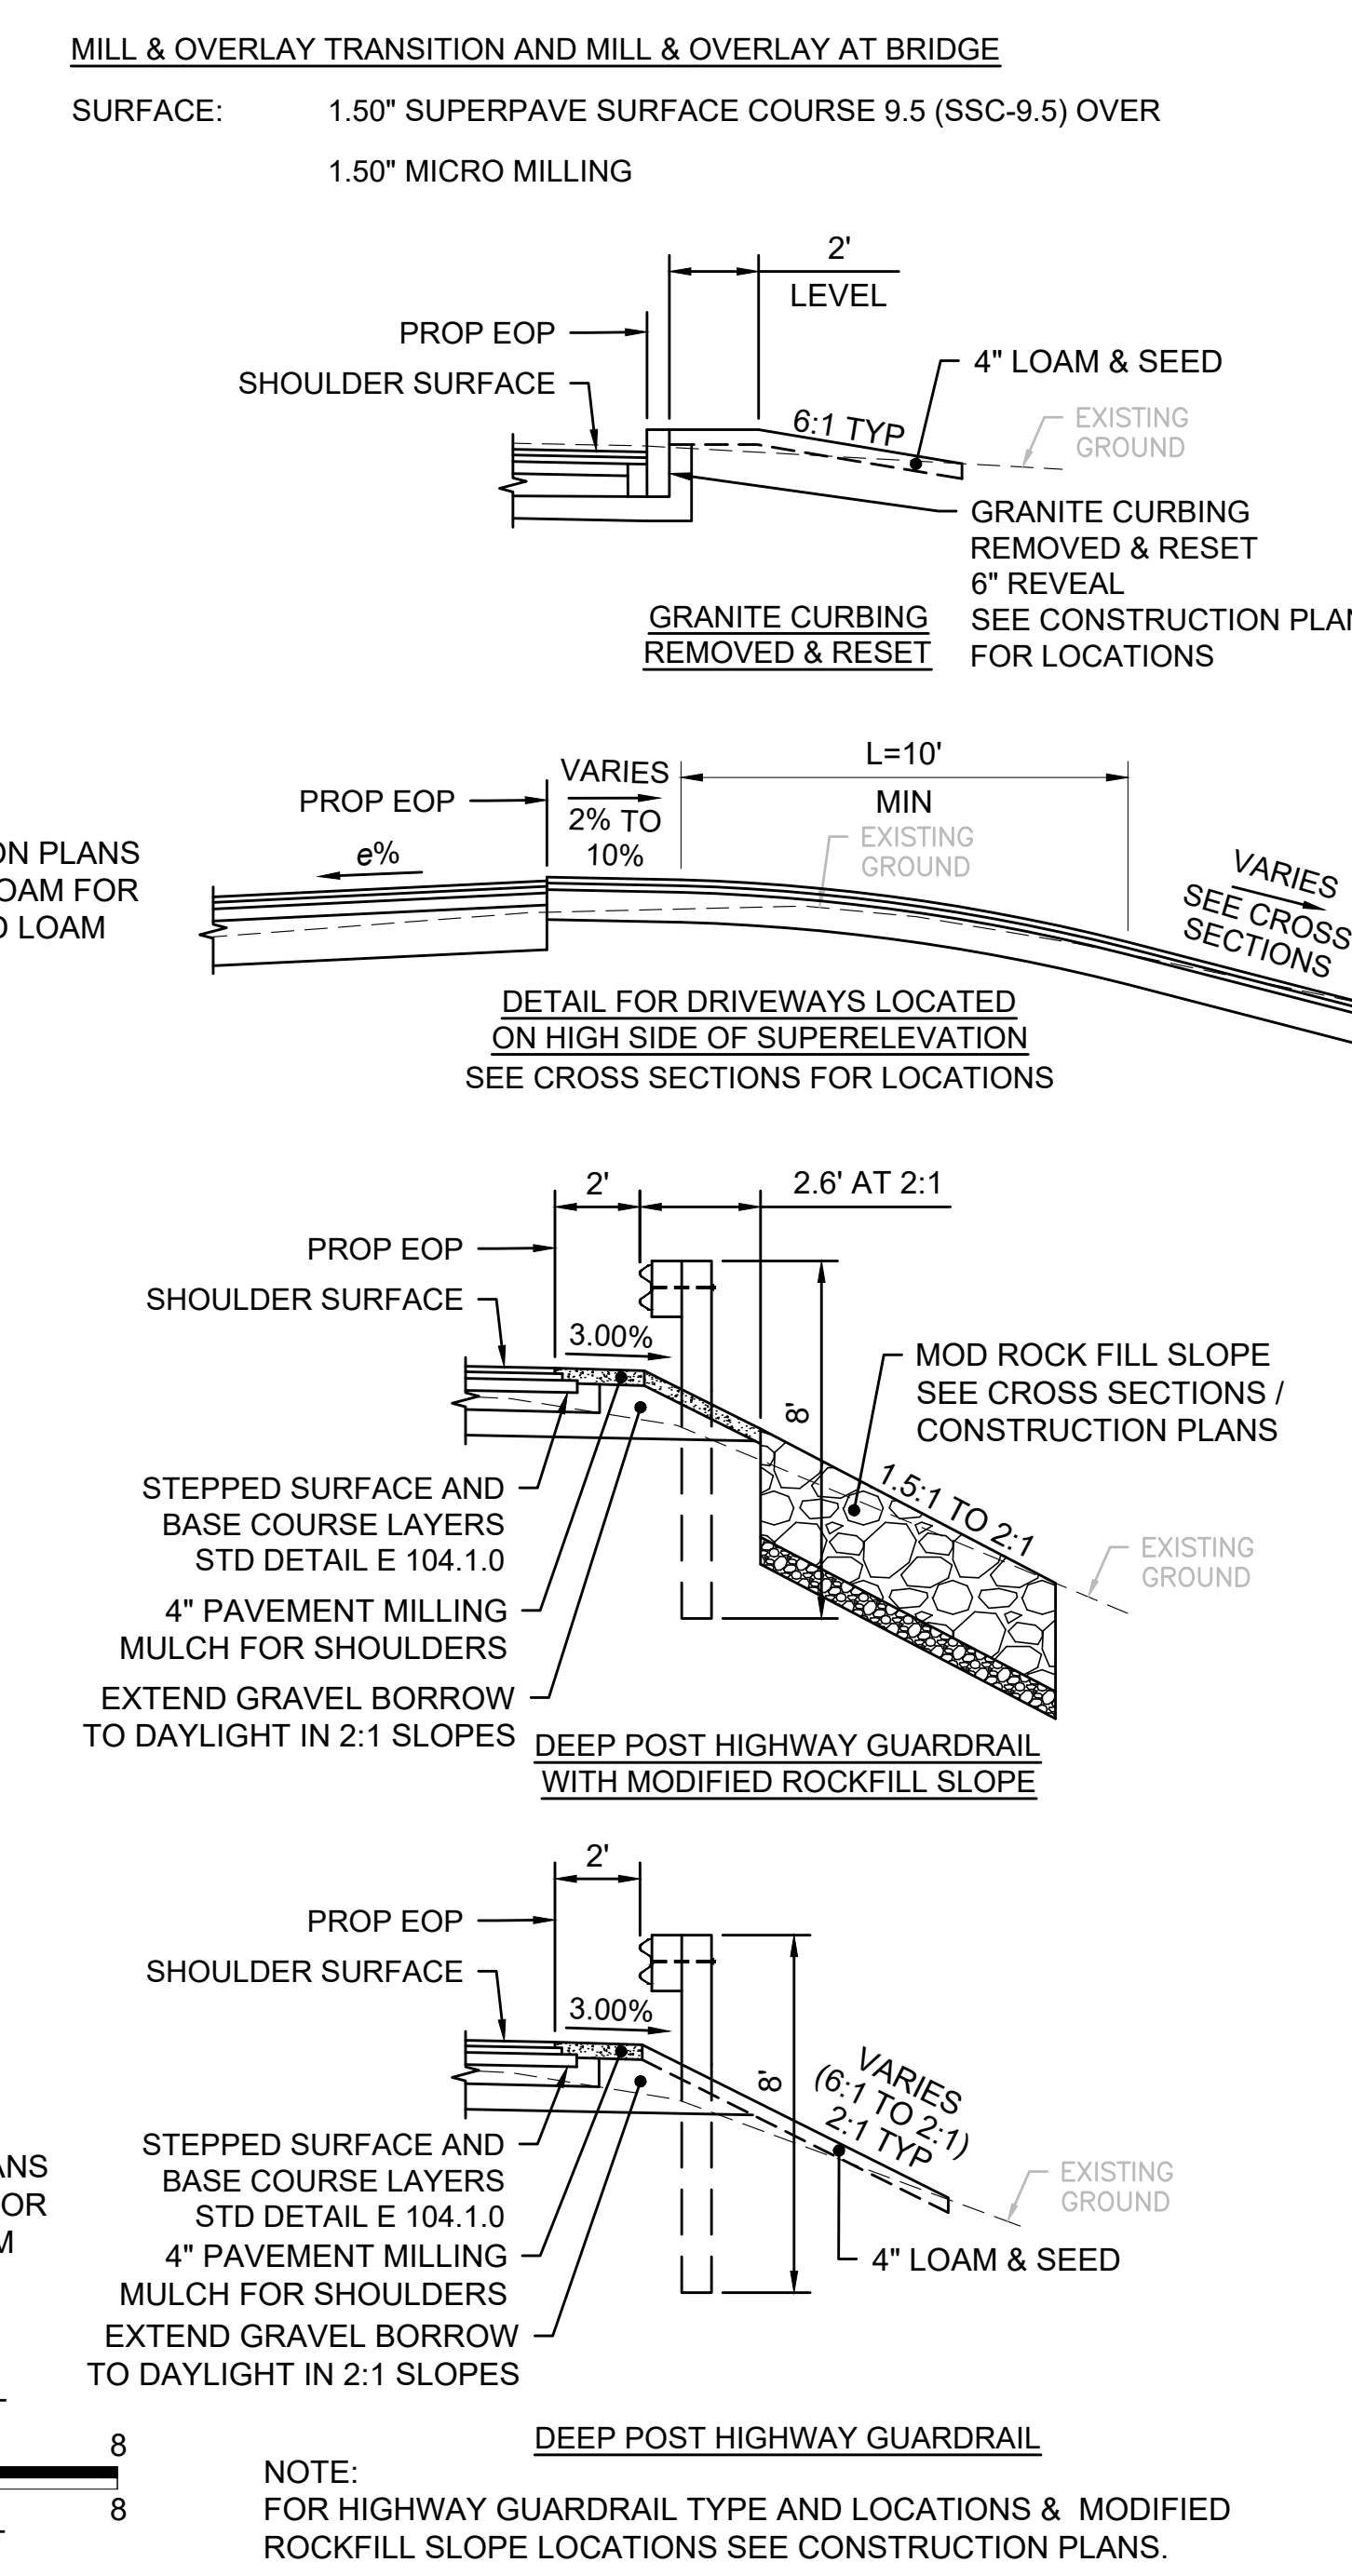 MILL & OVERLAY TRANSITION AND MILL & OVERLAY AT BRIDGE
SURFACE: 1.50" SUPERPAVE SURFACE COURSE 9.5 (SSC-9.5) OVER
1.50" MICRO MILLING
2'
LEVEL
PROP EOP
SHOULDER SURFACE
4" LOAM & SEED
6:1 TYP
EXISTING
GROUND
GRANITE CURBING
REMOVED & RESET
6" REVEAL
SEE CONSTRUCTION
FOR LOCATIONS
GRANITE CURBING
REMOVED & RESET
L=10'
MIN
VARIES
2% TO
10%
PROP EOP
e%
EXISTING
GROUND
VARIES
SEE CROSS
SECTIONS
PLANS
FOR
LOAM
DETAIL FOR DRIVEWAYS LOCATED
ON HIGH SIDE OF SUPERELEVATION
SEE CROSS SECTIONS FOR LOCATIONS
2'
2.6' AT 2:1
PROP EOP
SHOULDER SURFACE
3.00%
8'
MOD ROCK FILL SLOPE
SEE CROSS SECTIONS /
CONSTRUCTION PLANS
1.5:1 TO 2:1
EXISTING
GROUND
STEPPED SURFACE AND
BASE COURSE LAYERS
STD DETAIL E 104.1.0
4" PAVEMENT MILLING
MULCH FOR SHOULDERS
EXTEND GRAVEL BORROW
TO DAYLIGHT IN 2:1 SLOPES
DEEP POST HIGHWAY GUARDRAIL
WITH MODIFIED ROCKFILL SLOPE
2'
PROP EOP
SHOULDER SURFACE
3.00%
8'
VARIES
(6:1 TO 2:1)
2:1 TYP
EXISTING
GROUND
4" LOAM & SEED
STEPPED SURFACE AND
BASE COURSE LAYERS
STD DETAIL E 104.1.0
4" PAVEMENT MILLING
MULCH FOR SHOULDERS
EXTEND GRAVEL BORROW
TO DAYLIGHT IN 2:1 SLOPES
DEEP POST HIGHWAY GUARDRAIL
8
8
NOTE:
FOR HIGHWAY GUARDRAIL TYPE AND LOCATIONS & MODIFIED
ROCKFILL SLOPE LOCATIONS SEE CONSTRUCTION PLANS.